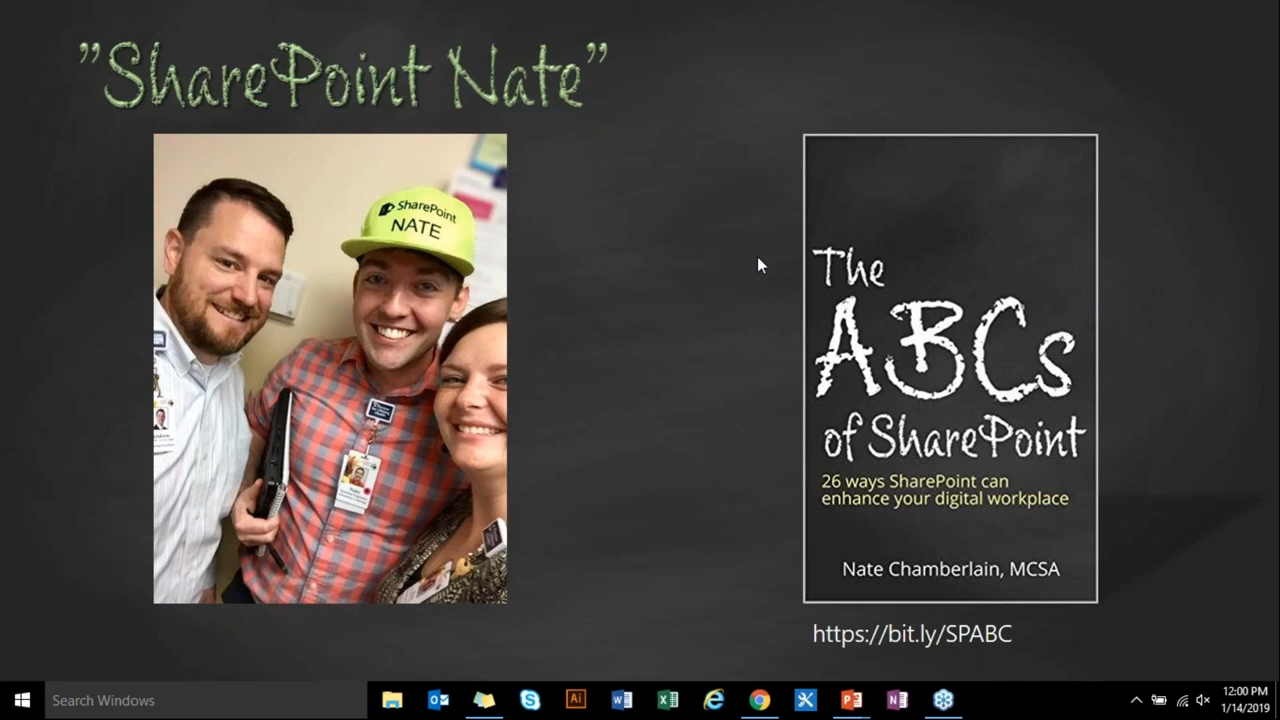 ”SharePoint Nate”
SharePoint
NATE
Nate
The
ABCs
of SharePoint
26 ways SharePoint can
enhance your digital workplace
Nate Chamberlain, MCSA
https://bit.ly/SPABC
Search Windows
12:00 PM
1/14/2019